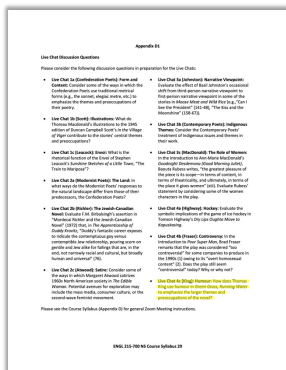 Appendix D1
Live Chat Discussion Questions
Please consider the following discussion questions in preparation for the Live Chats:
• Live Chat 1a (Confederation Poets): Form and
Content: Consider some of the ways in which the
Confederation Poets use traditional metrical
forms (e.g., the sonnet, elegiac metre, etc.) to
emphasize the themes and preoccupations of
their poetry.
• Live Chat 1b (Scott): Illustrations: What do
Thoreau Macdonald's illustrations to the 1945
edition of Duncan Campbell Scott's In the Village
of Viger contribute to the stories' central themes
and preoccupations?
• Live Chat 1c (Leacock): Envoi: What is the
rhetorical function of the Envoi of Stephen
Leacock's Sunshine Sketches of a Little Town, "The
Train to Mariposa"?
• Live Chat 2a (Modernist Poets): The Land: In
what ways do the Modernist Poets' responses to
the natural landscape differ from those of their
predecessors, the Confederation Poets?
• Live Chat 2b (Richler): The Jewish-Canadian
Novel: Evaluate F.M. Birbalsingh's assertion in
"Mordecai Richler and the Jewish-Canadian
Novel" (1972) that, in The Apprenticeship of
Duddy Kravitz, "Duddy's fantastic career exposes
to ridicule the contemptuous gay versus
contemptible Jew relationship, pouring scorn on
gentile and Jew alike for failings that are, in the
end, not narrowly racial and cultural, but broadly
human and universal" (76).
• Live Chat 2c (Atwood): Satire: Consider some of
the ways in which Margaret Atwood satirizes
1960s North-American society in The Edible
Woman. Potential avenues for exploration may
include the mass media, consumer culture, or the
second-wave feminist movement.
• Live Chat 3a (Johnston): Narrative Viewpoint:
Evaluate the effect of Basil Johnston's occasional
shift from third-person narrative viewpoint to
first-person narrative viewpoint in some of the
stories in Moose Meat and Wild Rice (e.g., "Can I
See the President" [141-48]; "The Kiss and the
Moonshine" [158-67]).
• Live Chat 3b (Contemporary Poets): Indigenous
Themes: Consider the Contemporary Poets'
treatment of Indigenous issues and themes in
their work.
• Live Chat 3c (MacDonald): The Role of Women:
In the introduction to Ann-Marie MacDonald's
Goodnight Desdemona (Good Morning Juliet),
Banuta Rubess writes, "the greatest pleasure of
the piece is its scope—in terms of content, in
terms of theatricality, and ultimately, in terms of
the place it gives women" (xiii). Evaluate Rubess'
statement by considering some of the women
characters in the play.
• Live Chat 4a (Highway): Hockey: Evaluate the
symbolic implications of the game of ice hockey in
Tomson Highway's Dry Lips Oughta Move to
Kapuskasing.
• Live Chat 4b (Fraser): Controversy: In the
Introduction to Poor Super Man, Brad Fraser
remarks that the play was considered "too
controversial" for some companies to produce in
the 1990s (i) owing to its "overt homosexual
content" (2). Does the play still seem
"controversial" today? Why or why not?
• Live Chat 4c (King): Humour: How does Thomas
King use humour in Green Grass, Running Water
to emphasize the larger themes and
preoccupations of the novel?
Please see the Course Syllabus (Appendix D) for general Zoom Meeting instructions.
ENGL 215-700 NS Course Syllabus 29